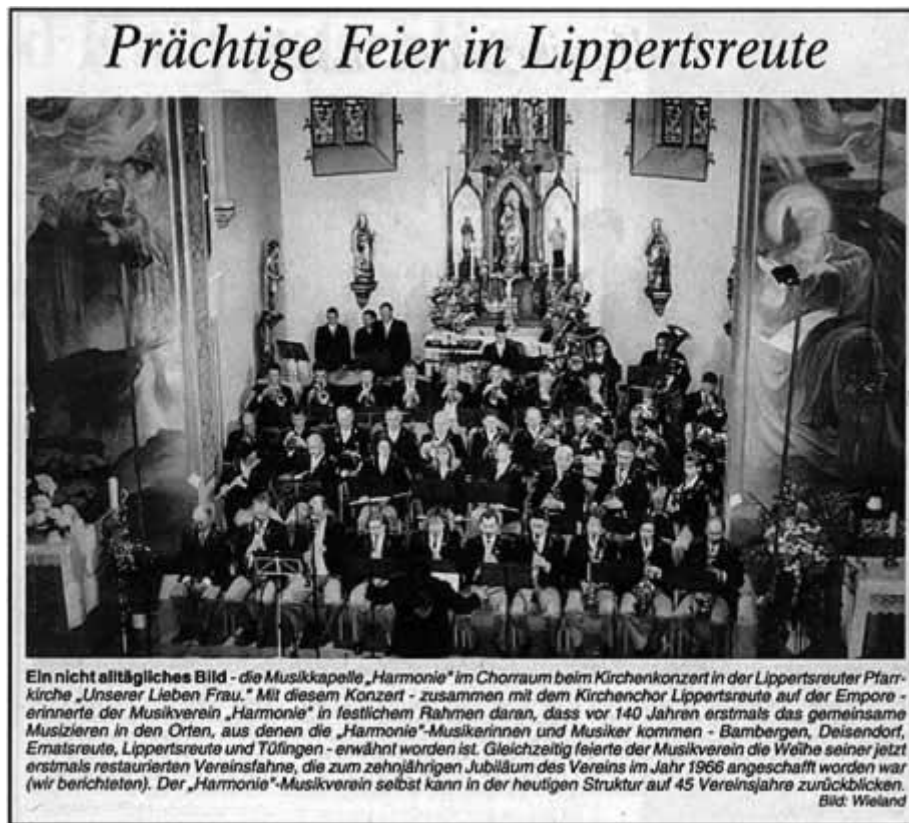 Prächtige Feier in Lippertsreute
Ein nicht alltägliches Bild - die Musikkapelle „Harmonie" im Chorraum beim Kirchenkonzert in der Lippertsreuter Pfarr-
kirche „Unserer Lieben Frau." Mit diesem Konzert - zusammen mit dem Kirchenchor Lippertsreute auf der Empore -
erinnerte der Musikverein „Harmonie" in festlichem Rahmen daran, dass vor 140 Jahren erstmals das gemeinsame
Musizieren in den Orten, aus denen die „Harmonie"-Musikerinnen und Musiker kommen - Bambergen, Deisendorf,
Ernatsreute, Lippertsreute und Tüfingen - erwähnt worden ist. Gleichzeitig feierte der Musikverein die Weihe seiner jetzt
erstmals restaurierten Vereinsfahne, die zum zehnjährigen Jubiläum des Vereins im Jahr 1966 angeschafft worden war
(wir berichteten). Der „Harmonie"-Musikverein selbst kann in der heutigen Struktur auf 45 Vereinsjahre zurückblicken.
Bild: Wieland